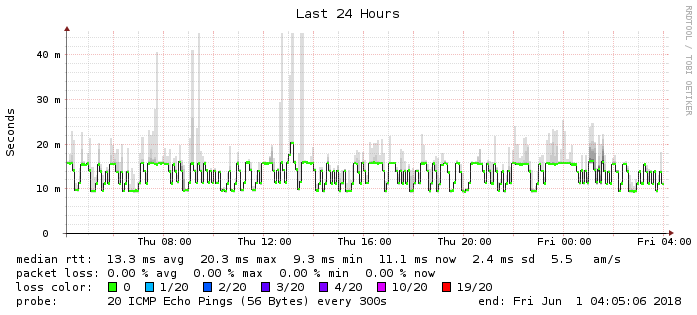 Last 24 Hours
RRDTOOL / TOBI OETIKER
Seconds
40 m
30 m
20 m
10 m
0
Thu 08:00 Thu 12:00 Thu 16:00 Thu 20:00 Fri 00:00 Fri 04:00
median rtt: 13.3 ms avg 20.3 ms max 9.3 ms min 11.1 ms now 2.4 ms sd 5.5 am/s
packet loss: 0.00 % avg 0.00 % max 0.00 % min 0.00 % now
loss color: 0 1/20 2/20 3/20 4/20 10/20 19/20
probe: 20 ICMP Echo Pings (56 Bytes) every 300s end: Fri Jun 1 04:05:06 2018